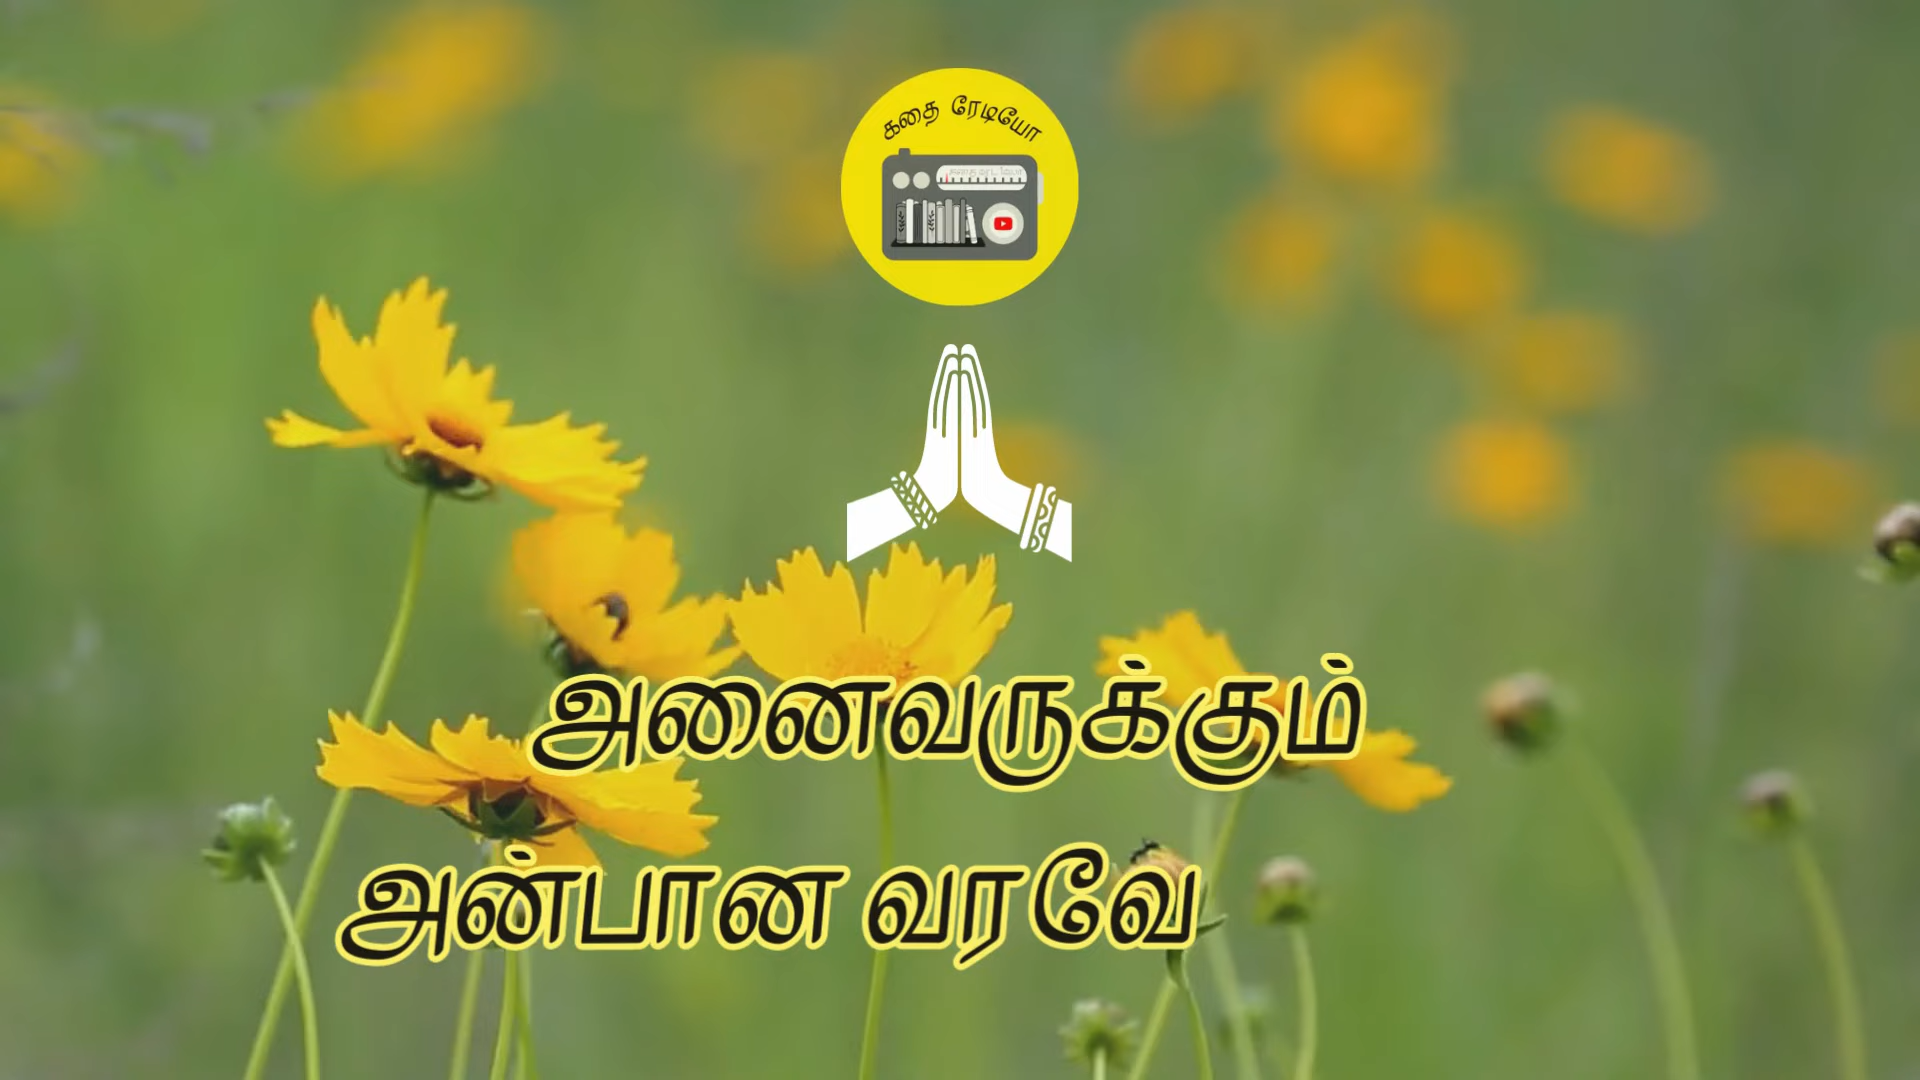 கதை ரேடியோ
அனைவருக்கும்
அன்பான வரவே